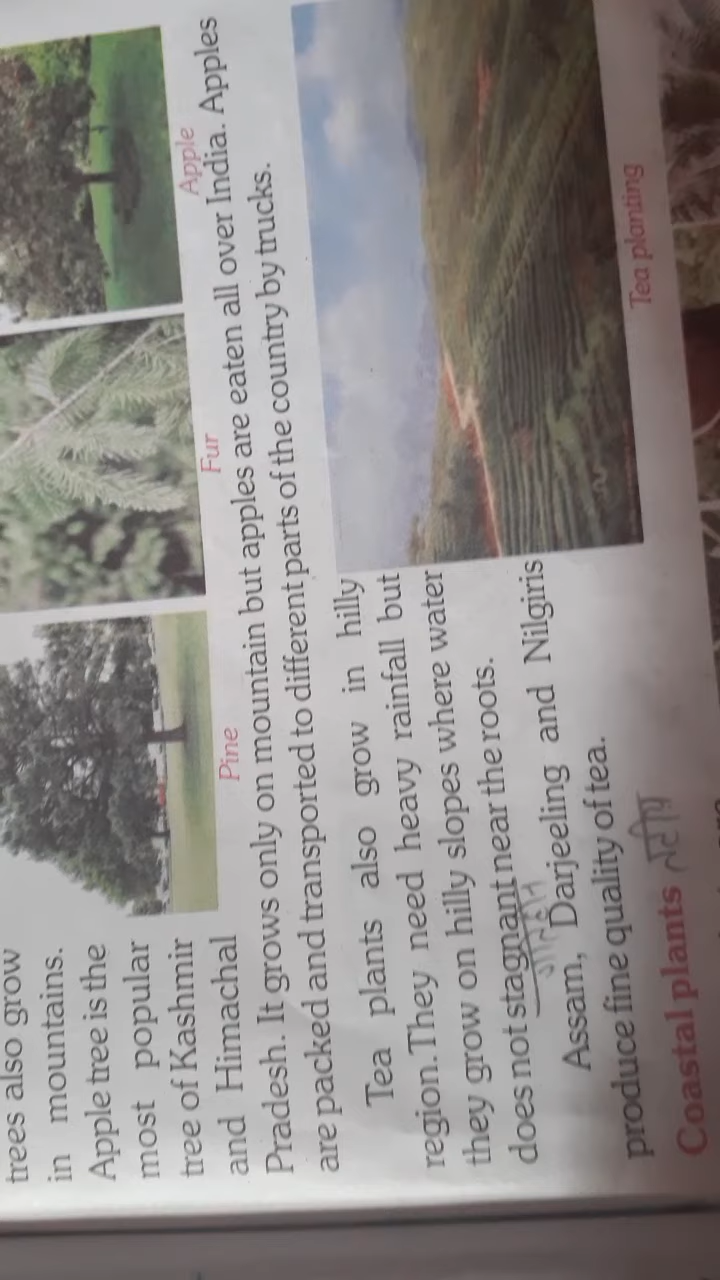 trees also grow
in mountains.
Apple tree is the
most popular
tree of Kashmir
and Himachal
Pine
Fur
Apple
Pradesh. It grows only on mountain but apples are eaten all over India. Apples
are packed and transported to different parts of the country by trucks.
Tea plants also grow in hilly
region. They need heavy rainfall but
they grow on hilly slopes where water
does not stagnant near the roots.
Assam, Darjeeling and Nilgiris
produce fine quality of tea.
Tea planting
Coastal plants